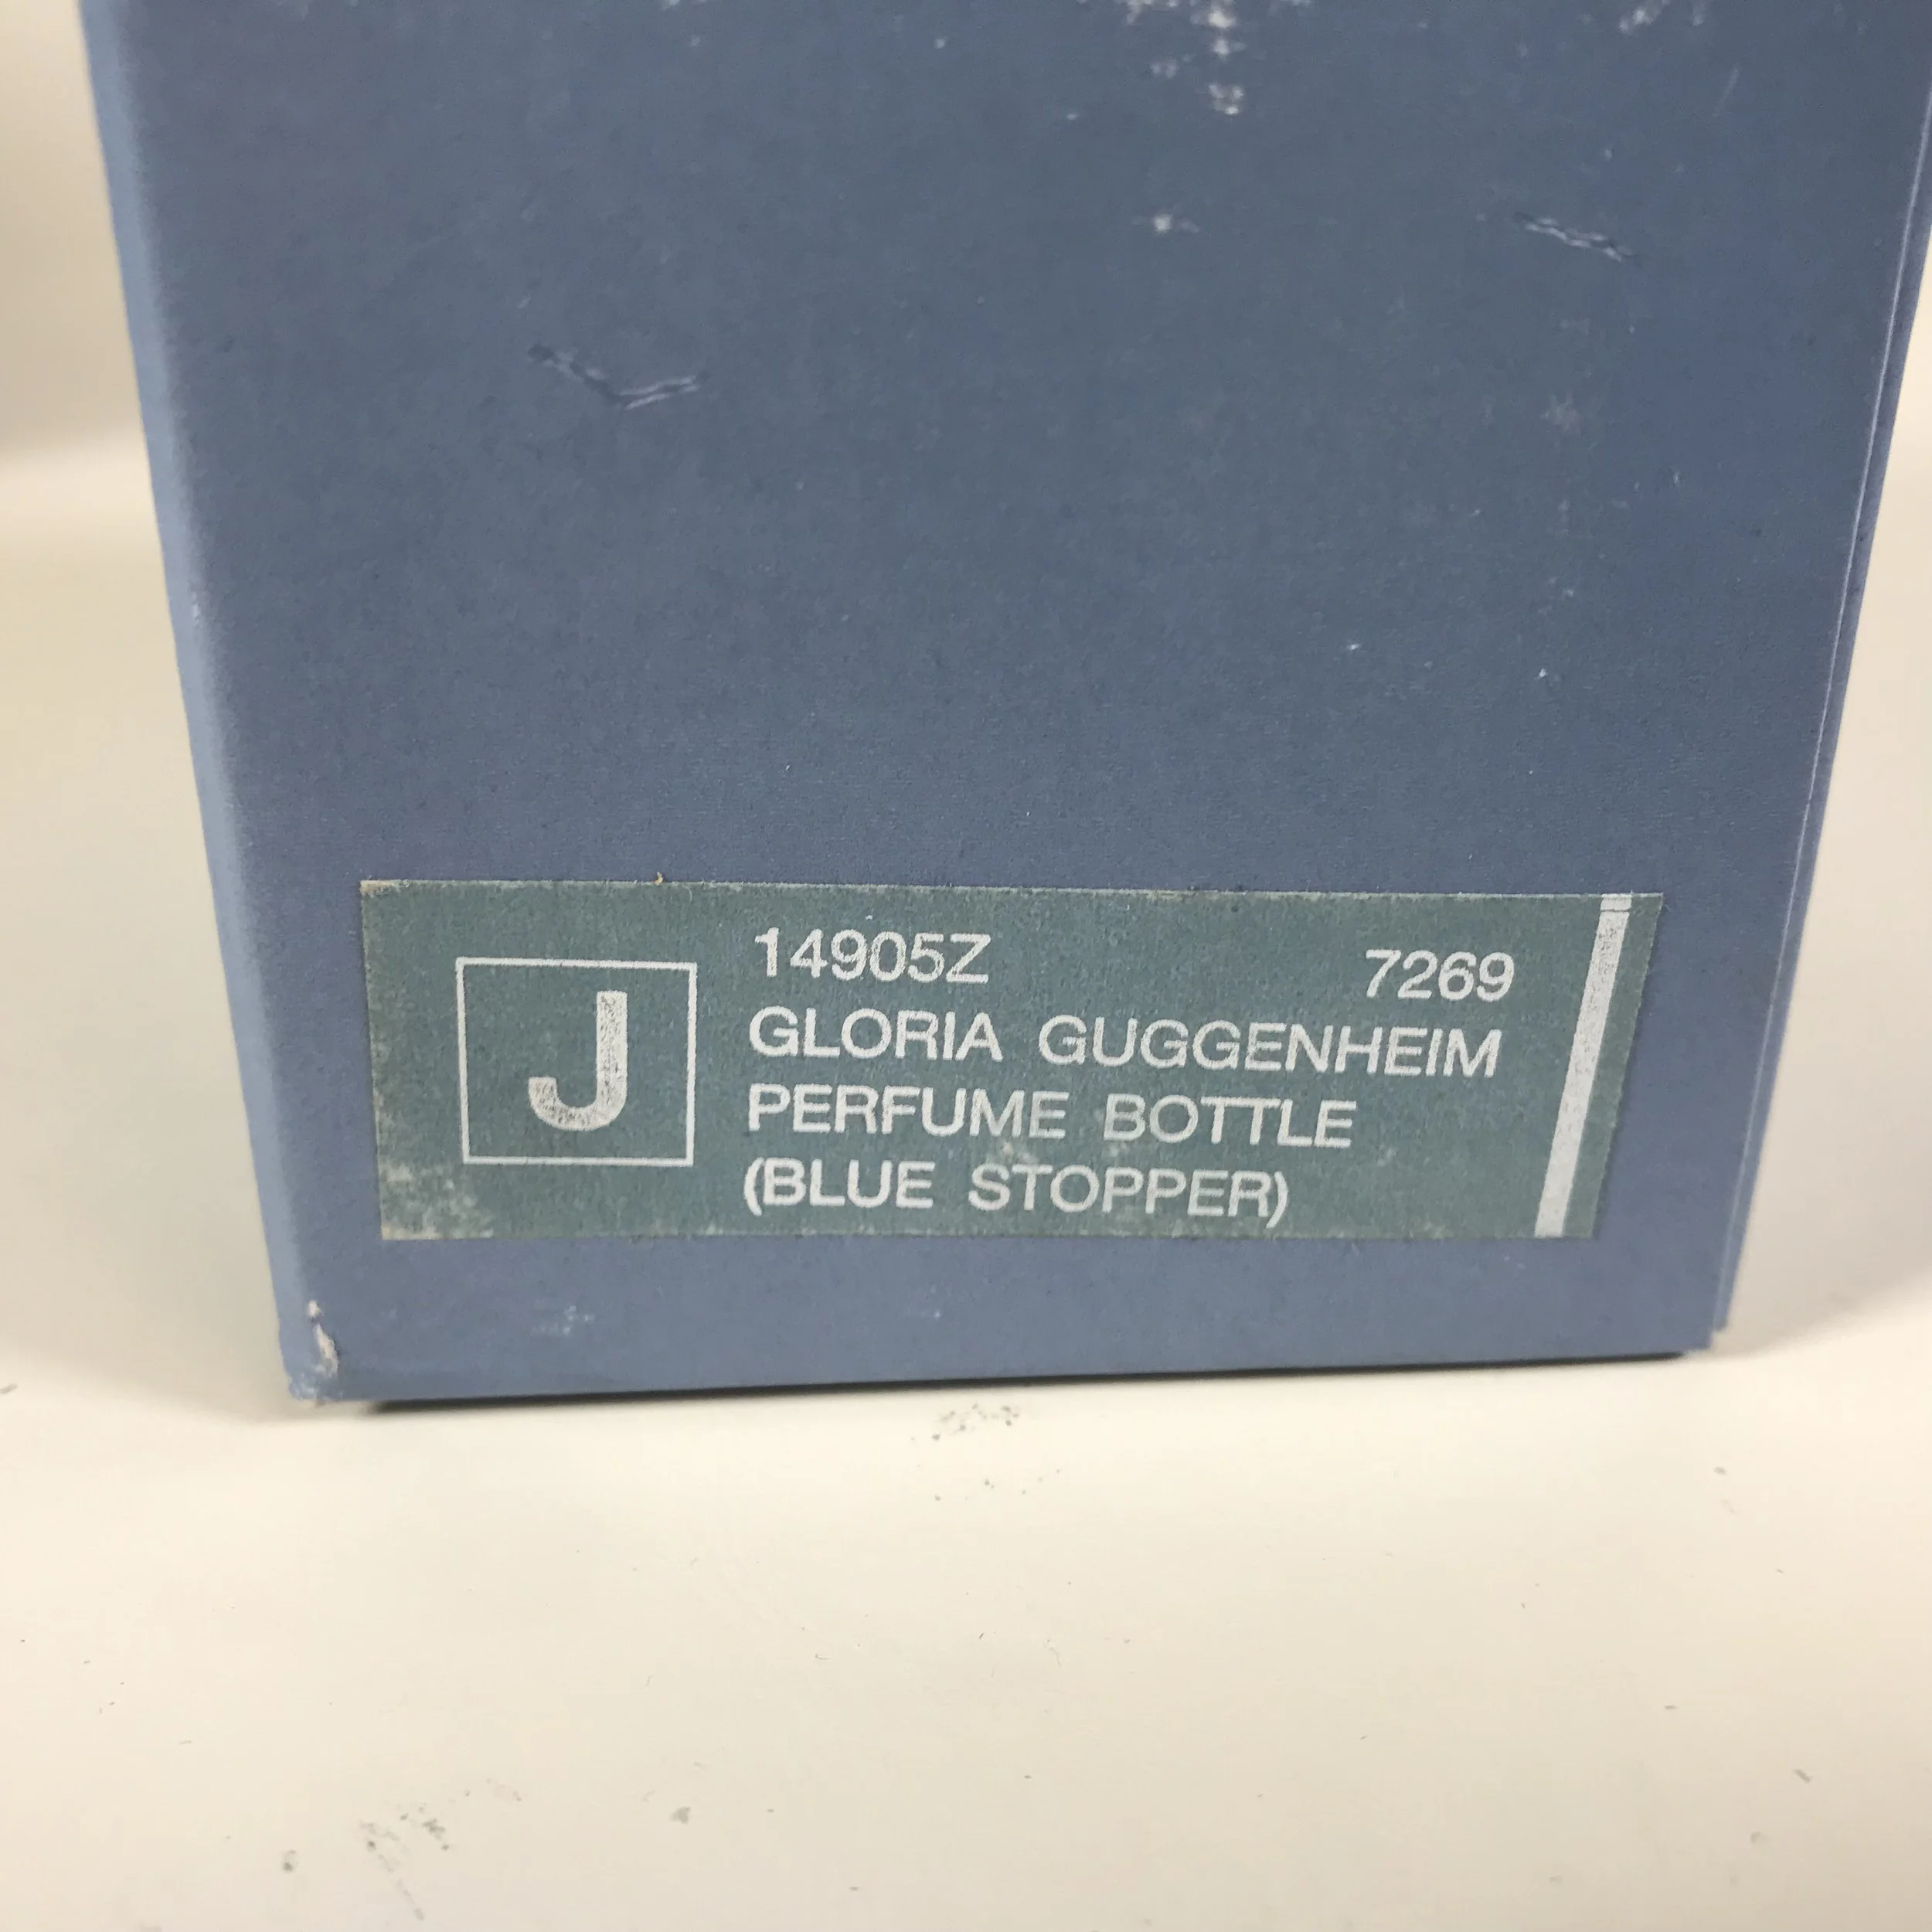 J
14905Z 7269
GLORIA GUGGENHEIM
PERFUME BOTTLE
(BLUE STOPPER)